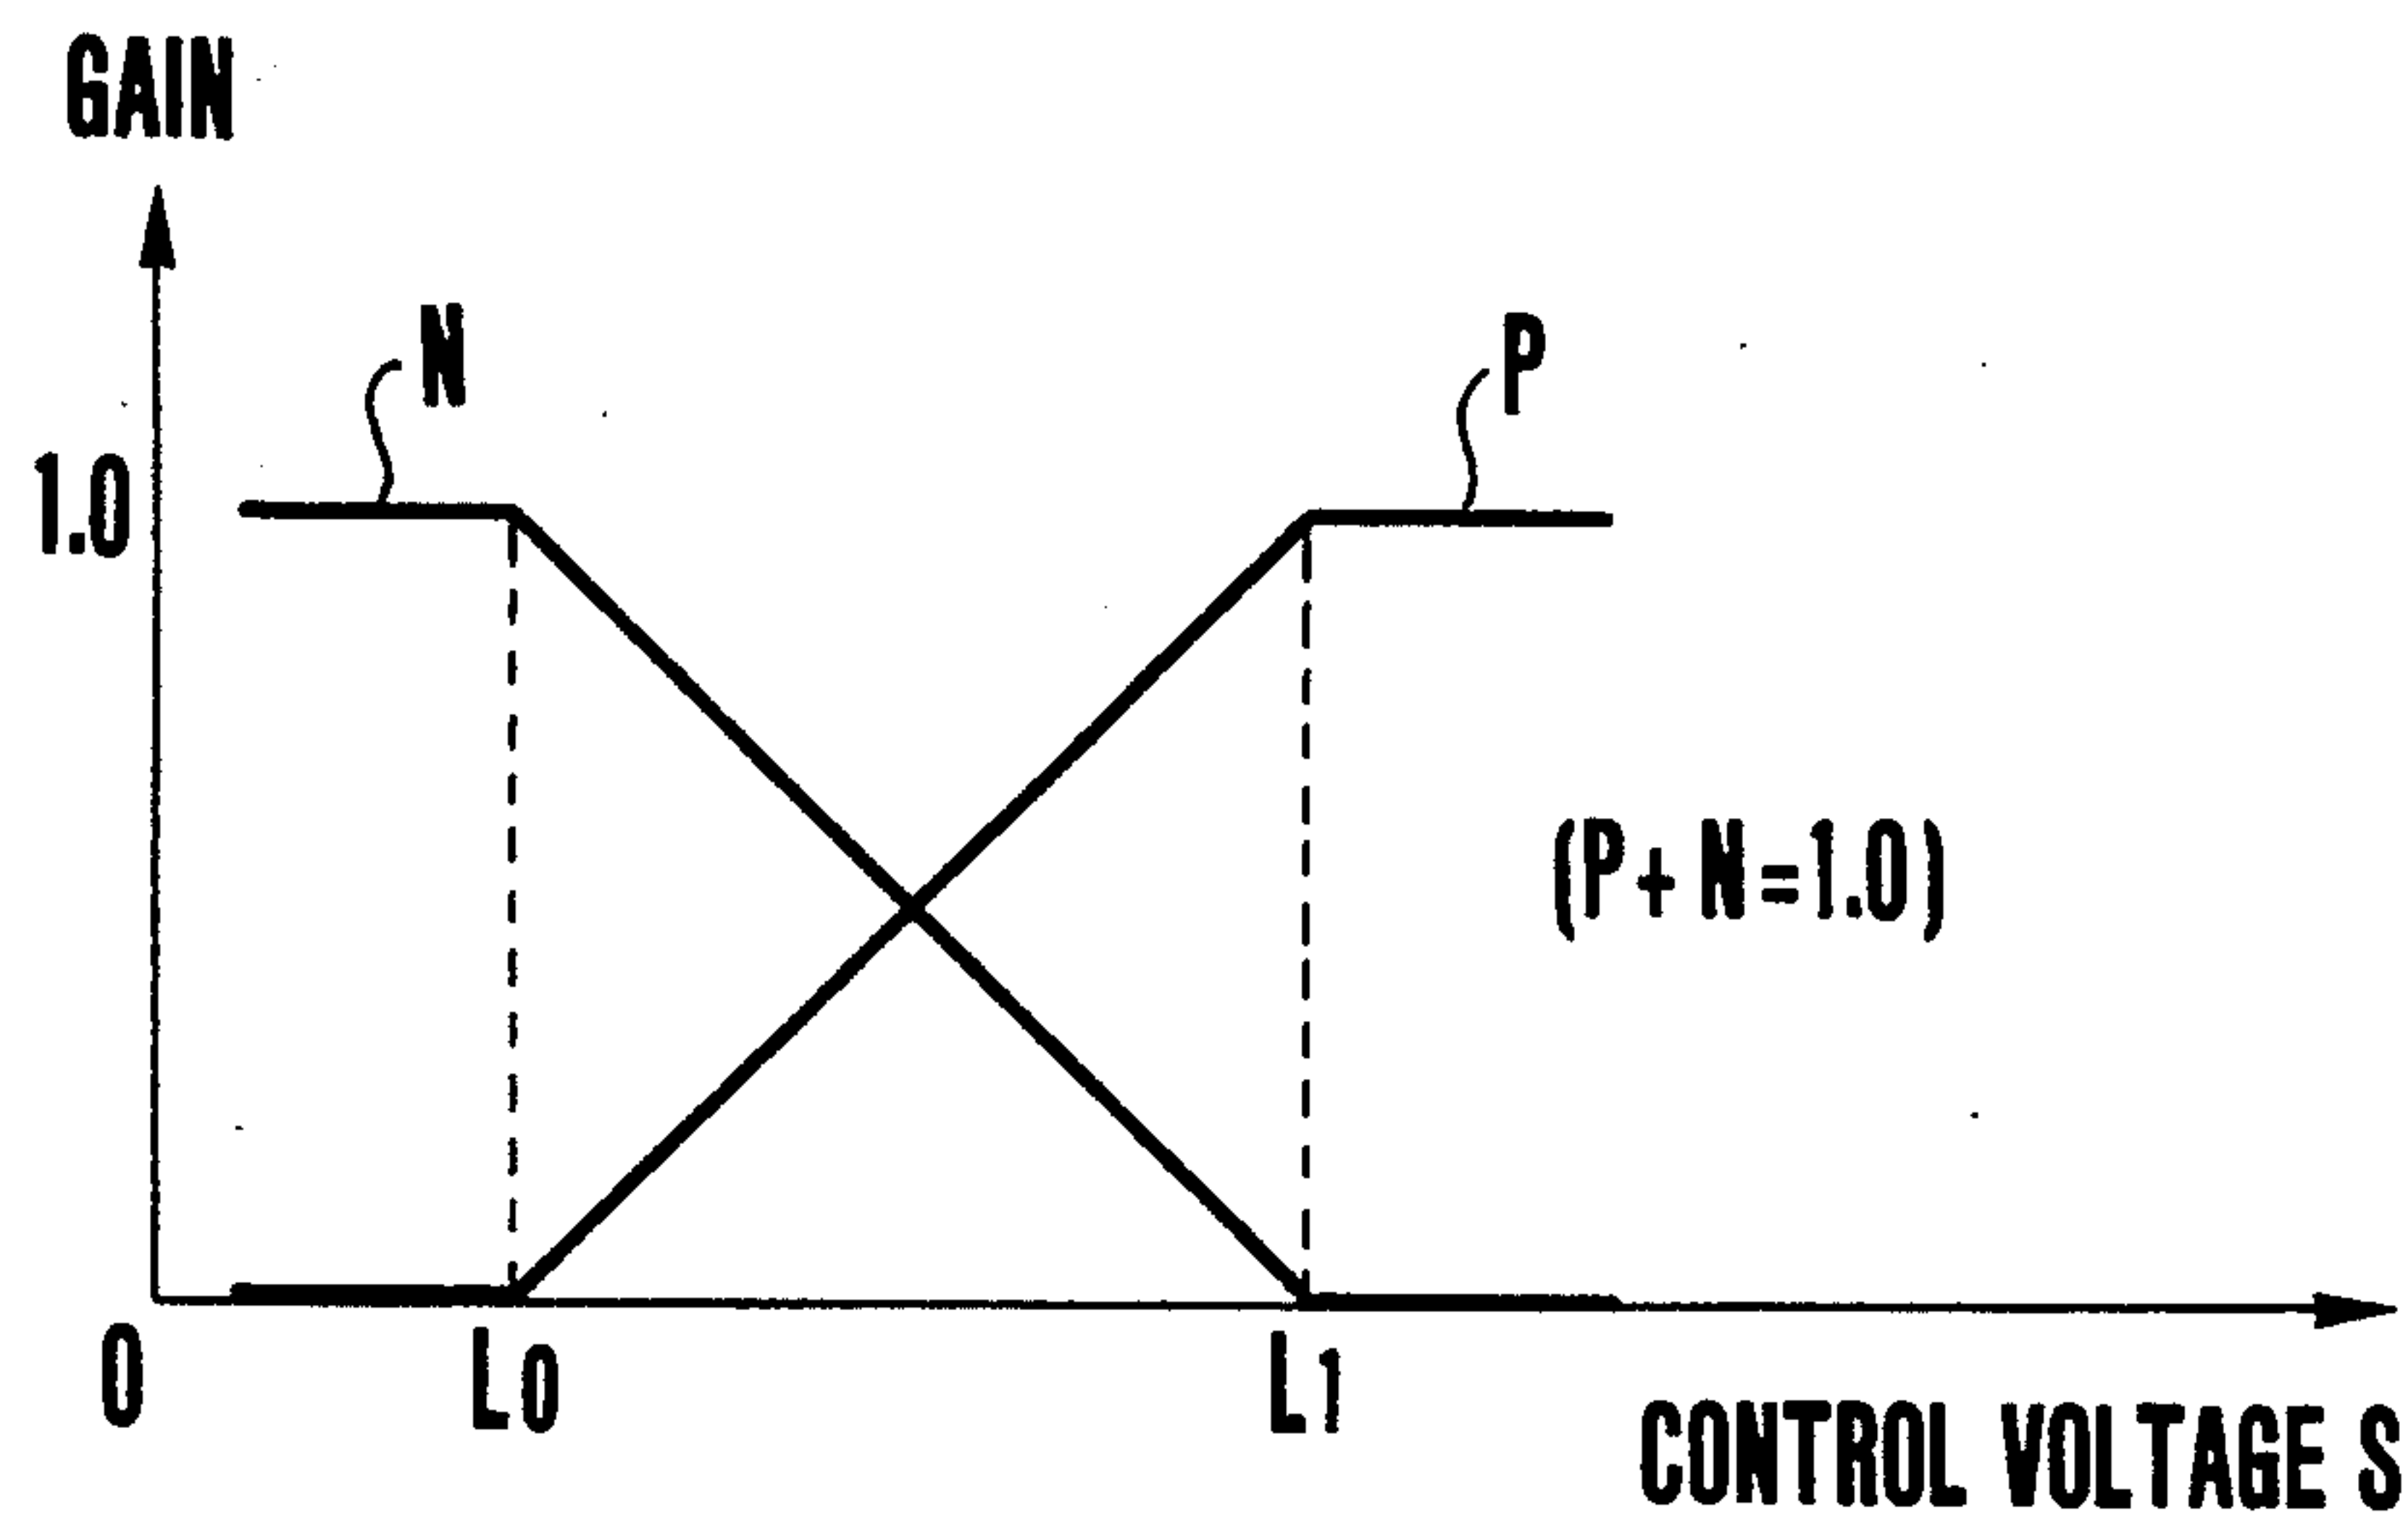 GAIN
N
P
1.0
(P+N=1.0)
0
L0
L1
CONTROL VOLTAGE S